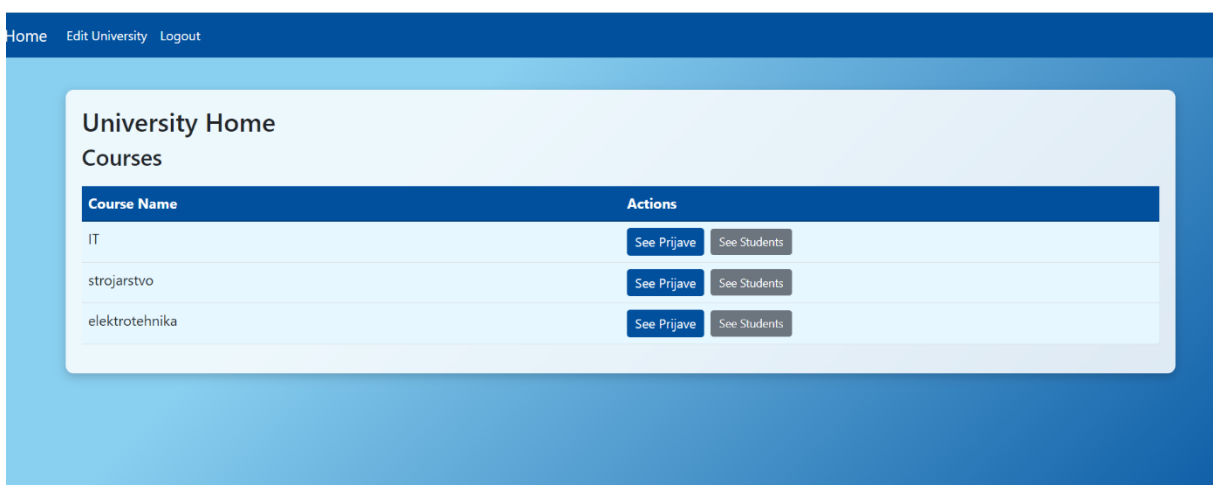 Home Edit University Logout
University Home
Courses
Course Name Actions
IT See Prijave See Students
strojarstvo See Prijave See Students
elektrotehnika See Prijave See Students